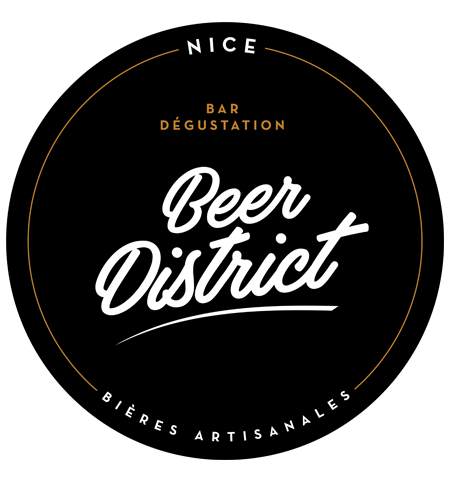 NICE
BAR
DÉGUSTATION
Beer
District
BIÈRES ARTISANALES